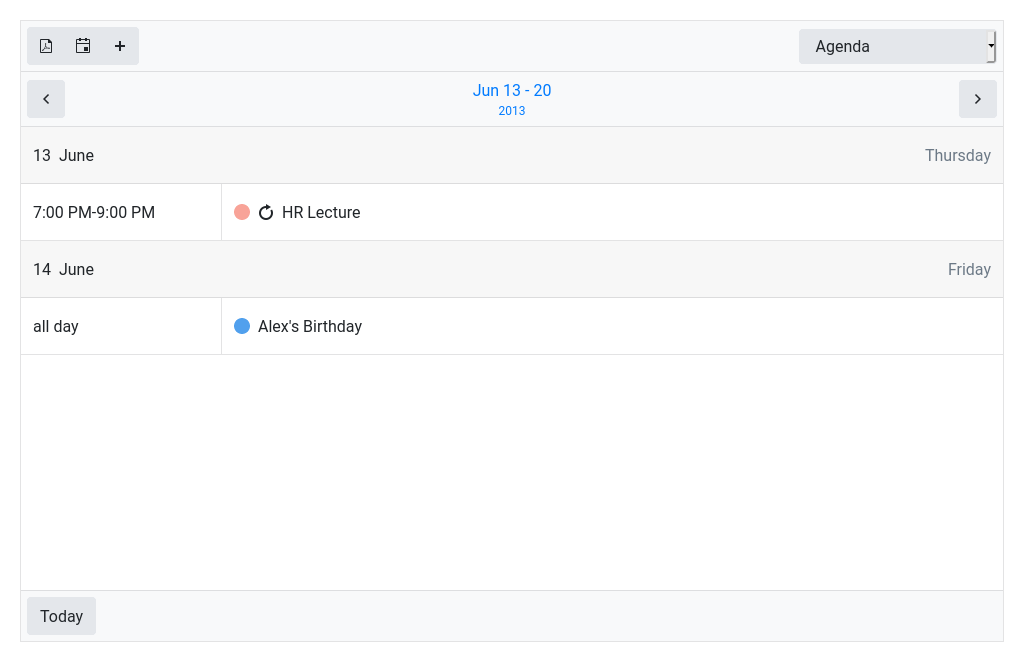 Agenda
Jun 13 - 20
2013
13 June Thursday
7:00 PM-9:00 PM HR Lecture
14 June Friday
all day Alex's Birthday
Today